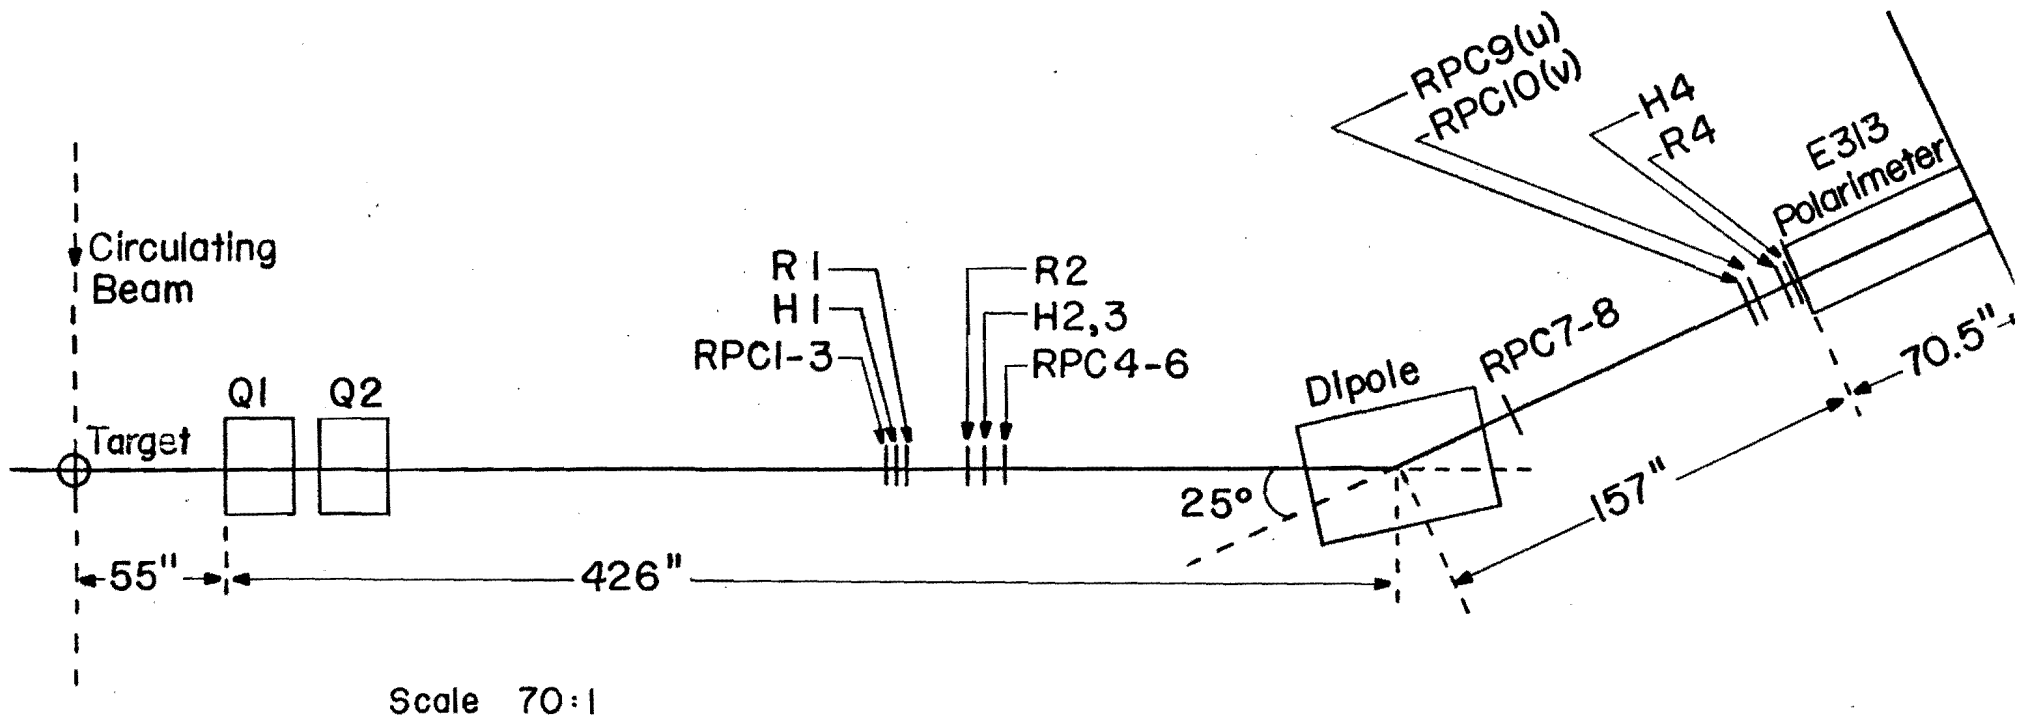 RPC9(u)
RPC10(v)
H4
R4
E313
Polarimeter
Circulating
Beam
R1
H1
RPC1-3
R2
H2,3
RPC4-6
Q1
Q2
Target
Dipole
RPC7-8
70.5"
25°
157"
55"
426"
Scale 70:1